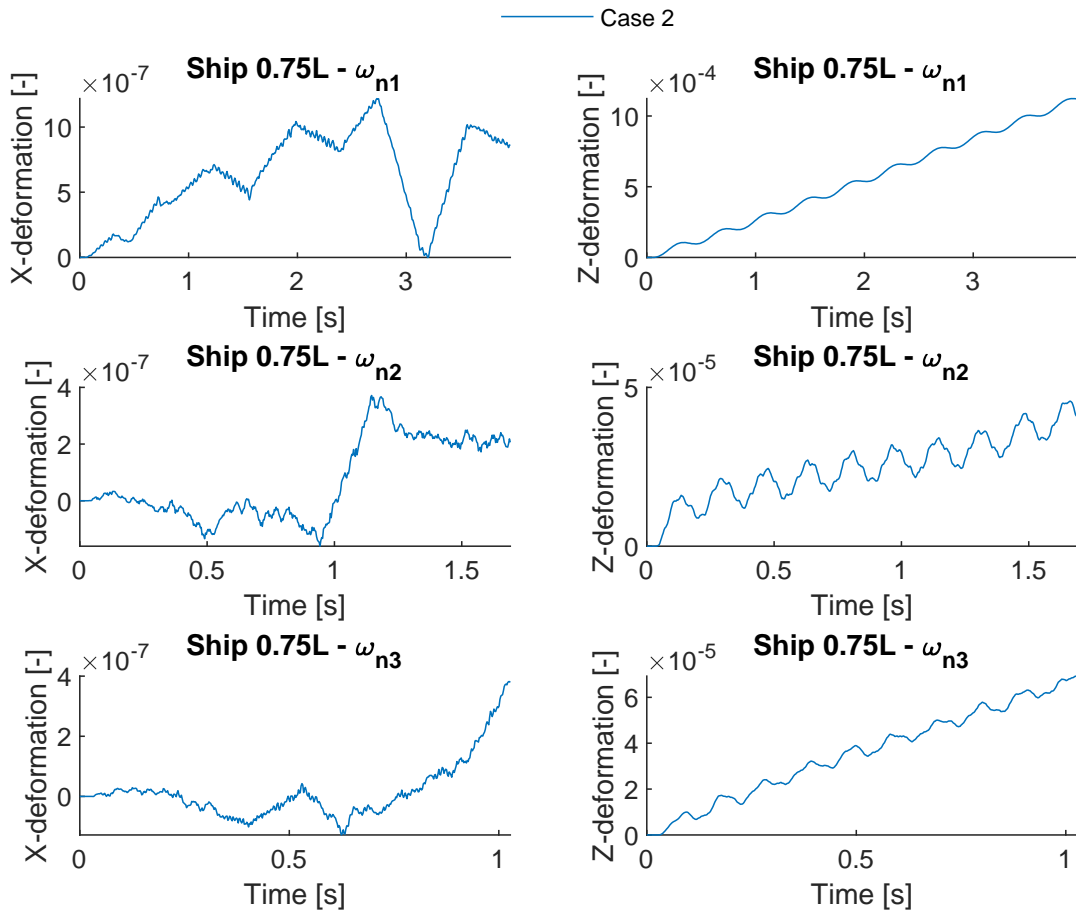 Case 2
Ship 0.75L - ωn1
×10-7
X-deformation [-]
10
5
0
1 2 3
Time [s]
Ship 0.75L - ωn1
×10-4
Z-deformation [-]
10
5
0
0 1 2 3
Time [s]
Ship 0.75L - ωn2
×10-7
X-deformation [-]
4
2
0
0 0.5 1 1.5
Time [s]
Ship 0.75L - ωn2
×10-5
Z-deformation [-]
5
0
0 0.5 1 1.5
Time [s]
Ship 0.75L - ωn3
×10-7
X-deformation [-]
4
2
0
0 0.5 1
Time [s]
Ship 0.75L - ωn3
×10-5
Z-deformation [-]
6
4
2
0
0 0.5 1
Time [s]